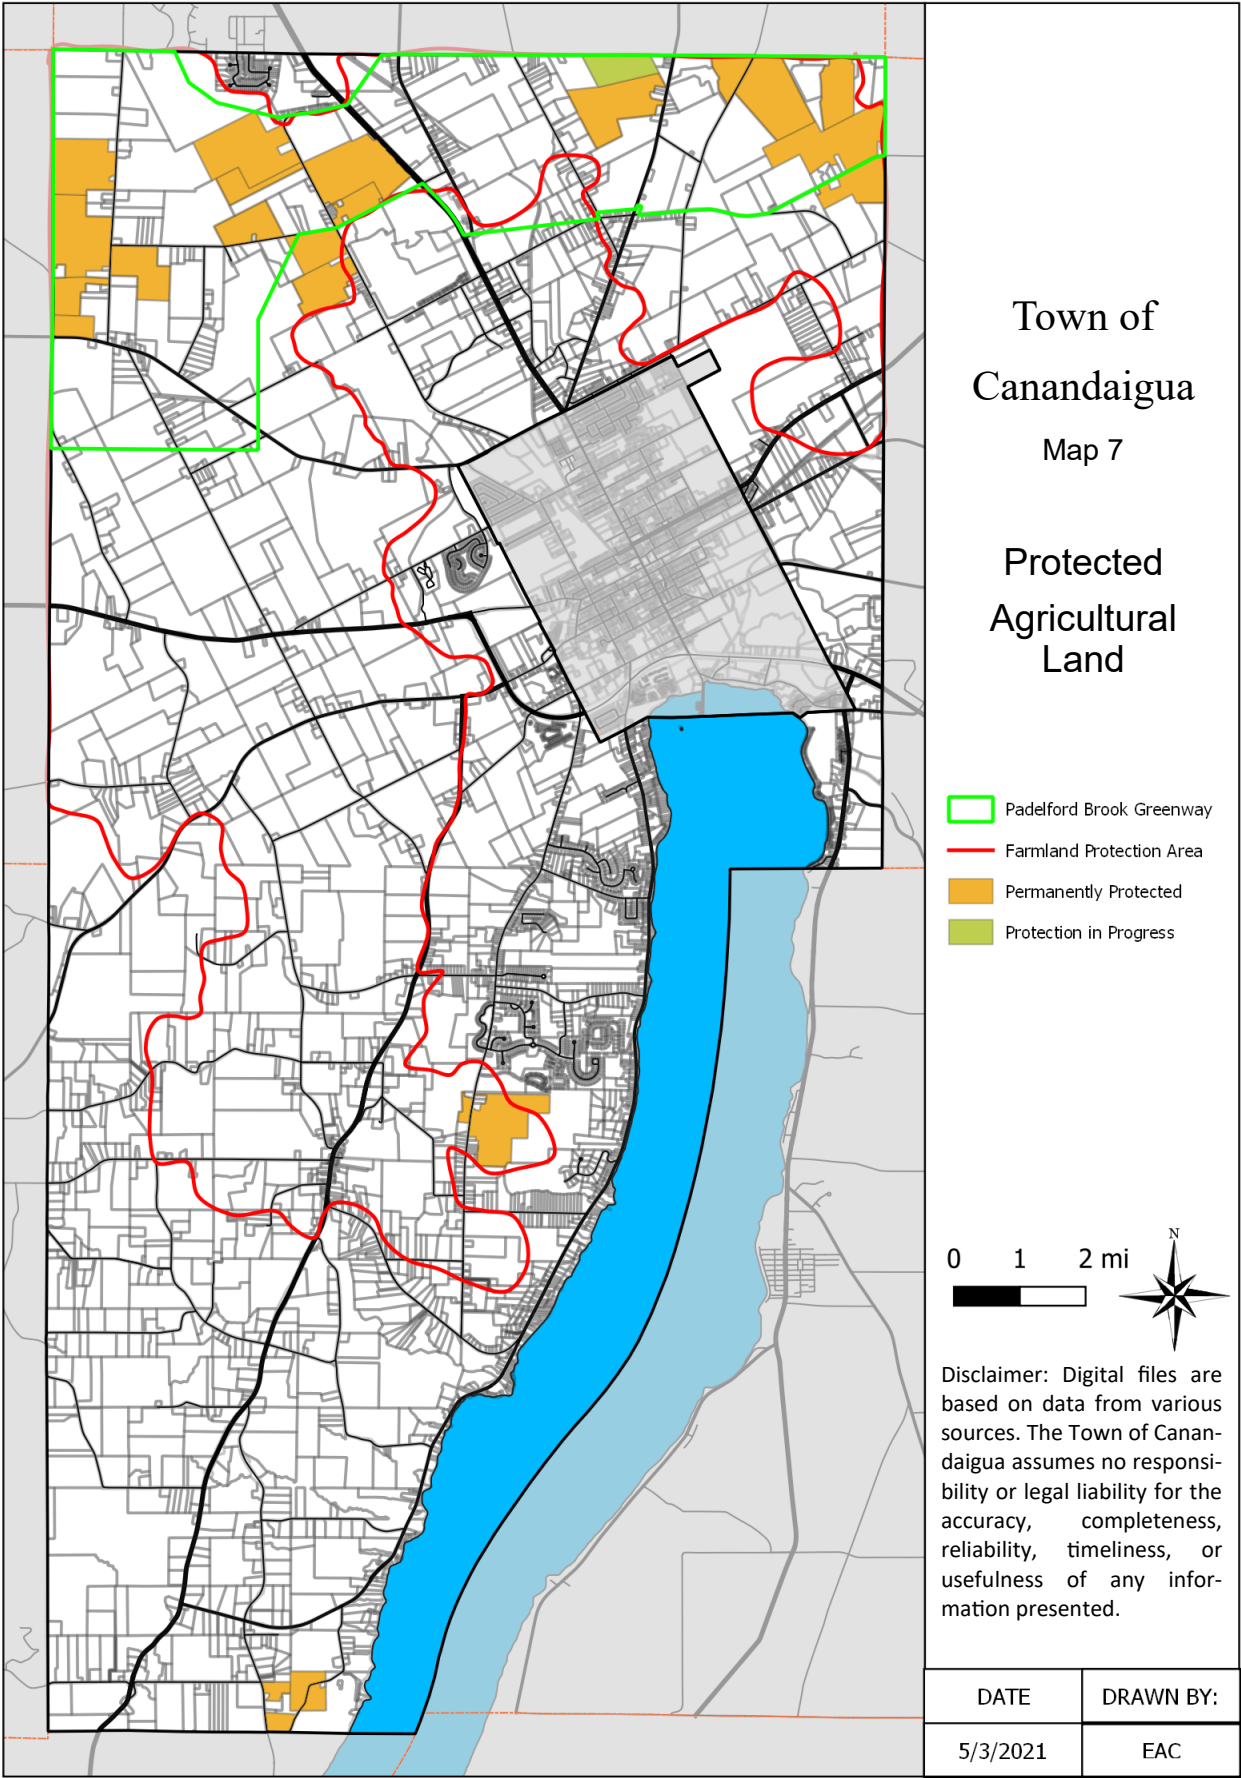 Town of
Canandaigua
Map 7
Protected
Agricultural
Land
Padelford Brook Greenway
Farmland Protection Area
Permanently Protected
Protection in Progress
0 1 2 mi
N
Disclaimer: Digital files are
based on data from various
sources. The Town of Canan-
daigua assumes no responsi-
bility or legal liability for the
accuracy, completeness,
reliability, timeliness, or
usefulness of any infor-
mation presented.
DATE DRAWN BY:
5/3/2021 EAC